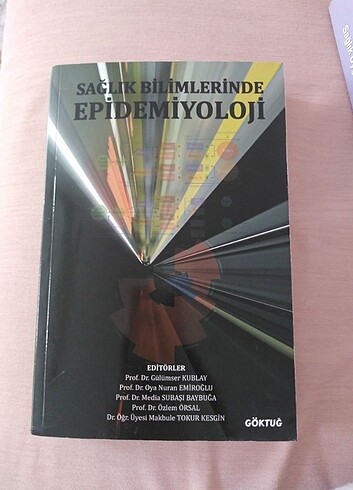 SAĞLIK BİLİMLERİNDE
EPİDEMİYOLOJİ
EDİTÖRLER
Prof. Dr. Gülümser KUBLAY
Prof. Dr. Oya Nuran EMİROĞLU
Prof. Dr. Media SUBAŞI BAYBUĞA
Prof. Dr. Özlem ÖRSAL
Dr. Öğr. Üyesi Makbule TOKUR KESGİN
GÖKTUĞ